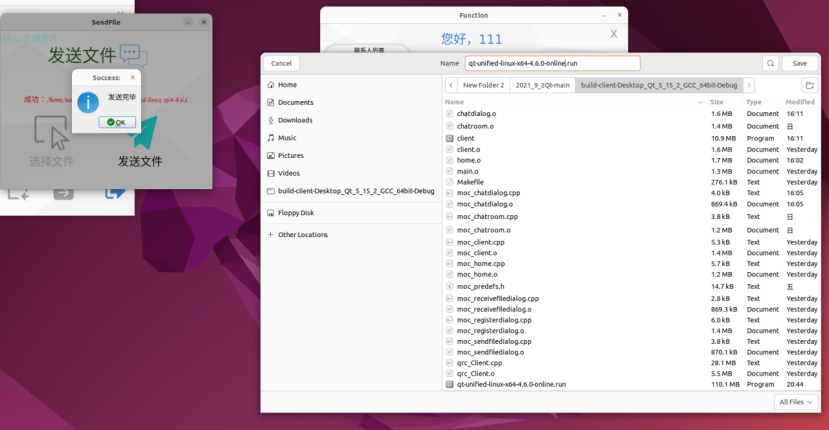 SendFile
发送文件
发送文件
Success:
发送完毕
OK
选择文件
发送文件
Function
您好，111
X
联系人列表
Cancel
Name qt-unified-linux-x64-4.6.0-online.run
Save
New Folder 2 2021_9_2Qt-main build-client-Desktop_Qt_5_15_2_GCC_64bit-Debug
Home
Documents
Downloads
Music
Pictures
Videos
build-client-Desktop_Qt_5_15_2_GCC_64bit-Debug
Floppy Disk
Other Locations
Name Size Type Modified
chatdialog.o 1.6 MB Document 16:11
chatroom.o 1.4 MB Document 日
client 10.9 MB Program 16:11
client.o 1.6 MB Document Yesterday
home.o 1.7 MB Document 16:02
main.o 1.3 MB Document Yesterday
Makefile 276.1 kB Text Yesterday
moc_chatdialog.cpp 4.0 kB Text 16:05
moc_chatdialog.o 869.4 kB Document 16:05
moc_chatroom.cpp 3.8 kB Text 日
moc_chatroom.o 1.2 MB Document 日
moc_client.cpp 5.3 kB Text Yesterday
moc_client.o 1.4 MB Document Yesterday
moc_home.cpp 5.7 kB Text Yesterday
moc_home.o 1.2 MB Document Yesterday
moc_predefs.h 14.7 kB Text 五
moc_receivefiledialog.cpp 2.8 kB Text Yesterday
moc_receivefiledialog.o 869.3 kB Document Yesterday
moc_registerdialog.cpp 6.0 kB Text Yesterday
moc_registerdialog.o 1.4 MB Document Yesterday
moc_sendfiledialog.cpp 3.8 kB Text Yesterday
moc_sendfiledialog.o 870.1 kB Document Yesterday
qrc_Client.cpp 28.1 MB Text Yesterday
qrc_Client.o 5.5 MB Document Yesterday
qt-unified-linux-x64-4.6.0-online.run 110.1 MB Program 20:44
All Files